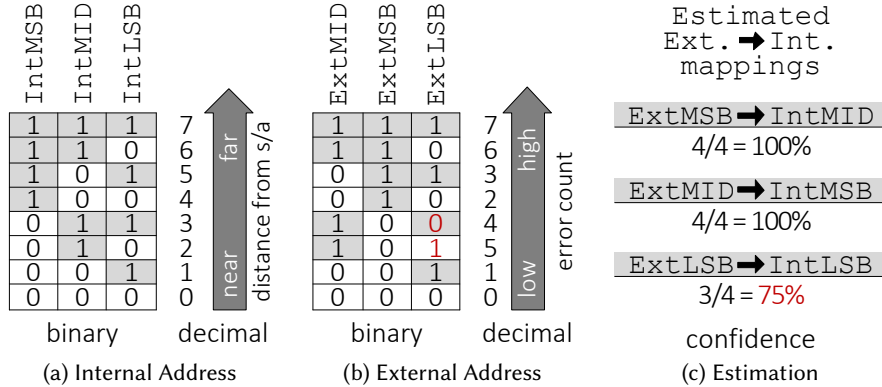 IntMSB IntMID IntLSB
1 1 1 7
1 1 0 6
1 0 1 5
1 0 0 4
0 1 1 3
0 1 0 2
0 0 1 1
0 0 0 0
near far
distance from s/a
binary decimal
(a) Internal Address
ExtMID ExtMSB ExtLSB
1 1 1 7
1 1 0 6
0 1 1 3
0 1 0 2
1 0 0 4
1 0 1 5
0 0 1 1
0 0 0 0
low high
error count
binary decimal
(b) External Address
Estimated
Ext. ➡ Int.
mappings
ExtMSB ➡ IntMID
4/4 = 100%
ExtMID ➡ IntMSB
4/4 = 100%
ExtLSB ➡ IntLSB
3/4 = 75%
confidence
(c) Estimation